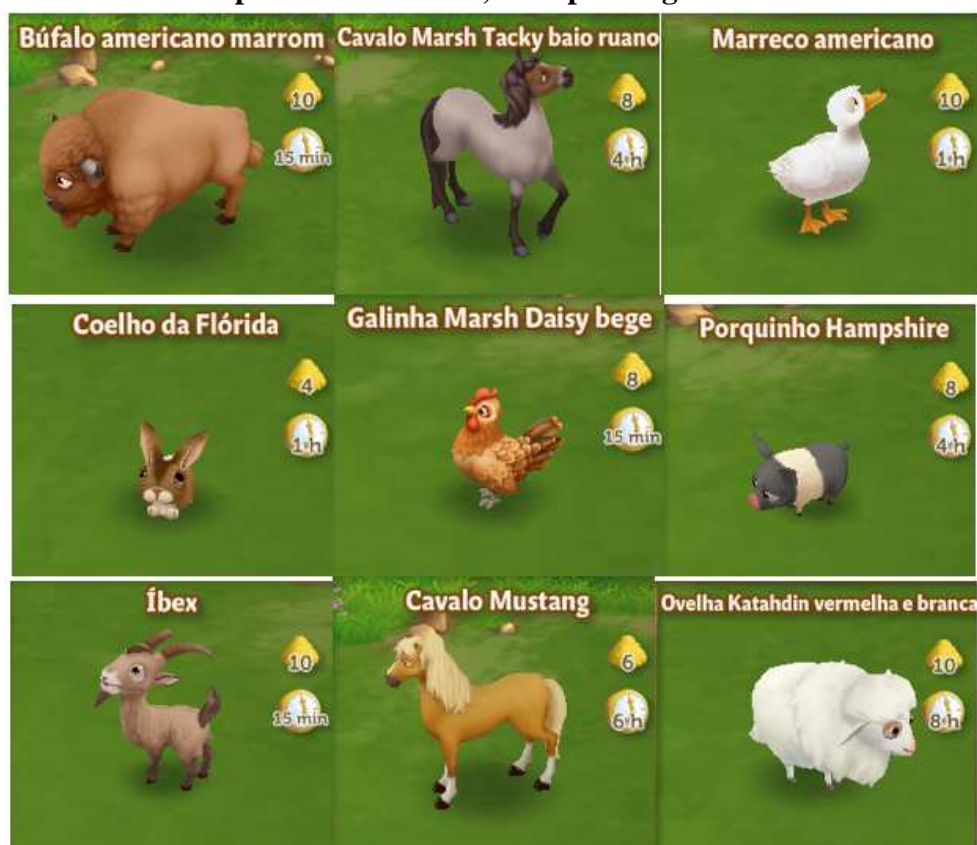 Búfalo americano marrom
10
15 min
Cavalo Marsh Tacky baio ruano
8
4 h
Marreco americano
10
1 h
Coelho da Flórida
4
1 h
Galinha Marsh Daisy bege
8
15 min
Porquinho Hampshire
8
4 h
Íbex
10
15 min
Cavalo Mustang
6
6 h
Ovelha Katahdin vermelha e branca
10
8 h